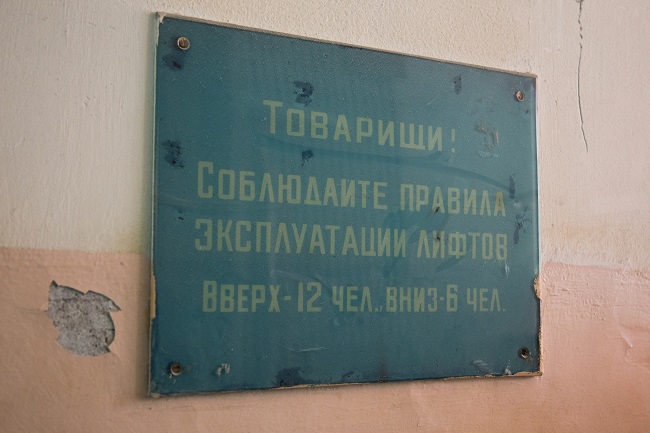 ТОВАРИЩИ!
СОБЛЮДАЙТЕ ПРАВИЛА
ЭКСПЛУАТАЦИИ ЛИФТОВ
ВВЕРХ-12 ЧЕЛ., ВНИЗ-6 ЧЕЛ.